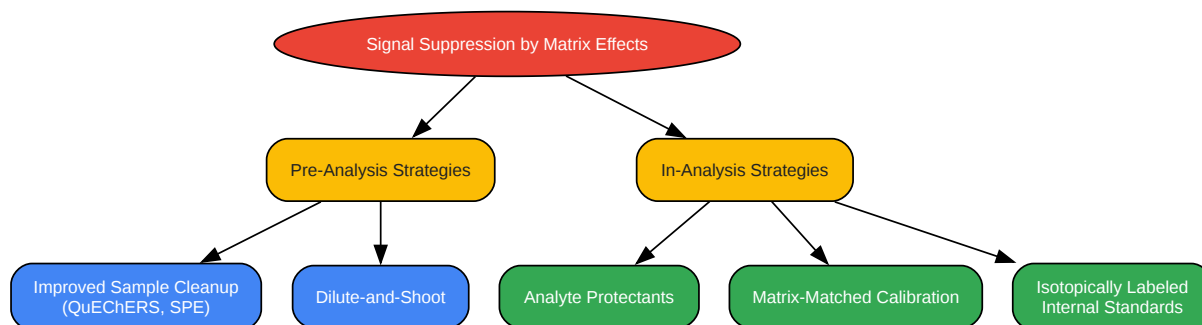 Signal Suppression by Matrix Effects
Pre-Analysis Strategies
In-Analysis Strategies
Improved Sample Cleanup
(QuEChERS, SPE)
Dilute-and-Shoot
Analyte Protectants
Matrix-Matched Calibration
Isotopically Labeled
Internal Standards